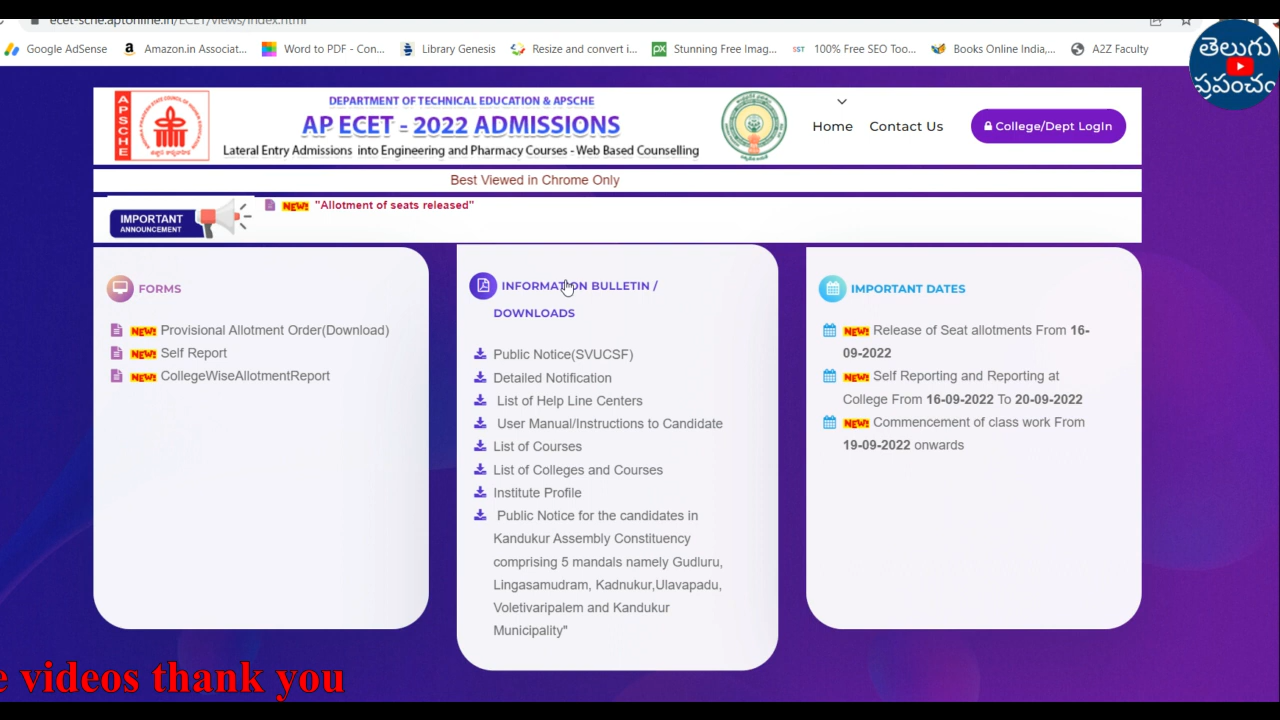 ecet-sche.aptonline.in/ECET/Views/index.html
Google AdSense
Amazon.in Associat...
Word to PDF - Con...
Library Genesis
Resize and convert i...
px
Stunning Free Imag...
SST
100% Free SEO Too...
Books Online India,...
A2Z Faculty
తెలుగు
ప్రపంచం
APSCHE
DEPARTMENT OF TECHNICAL EDUCATION & APSCHE
AP ECET - 2022 ADMISSIONS
Lateral Entry Admissions into Engineering and Pharmacy Courses - Web Based Counselling
Home
Contact Us
College/Dept LogIn
Best Viewed in Chrome Only
IMPORTANT
ANNOUNCEMENT
NEW! "Allotment of seats released"
FORMS
NEW! Provisional Allotment Order(Download)
NEW! Self Report
NEW! CollegeWiseAllotmentReport
INFORMATION BULLETIN /
DOWNLOADS
Public Notice(SVUCSF)
Detailed Notification
List of Help Line Centers
User Manual/Instructions to Candidate
List of Courses
List of Colleges and Courses
Institute Profile
Public Notice for the candidates in
Kandukur Assembly Constituency
comprising 5 mandals namely Gudluru,
Lingasamudram, Kadnukur,Ulavapadu,
Voletivaripalem and Kandukur
Municipality"
IMPORTANT DATES
NEW! Release of Seat allotments From 16-
09-2022
NEW! Self Reporting and Reporting at
College From 16-09-2022 To 20-09-2022
NEW! Commencement of class work From
19-09-2022 onwards
e videos thank you